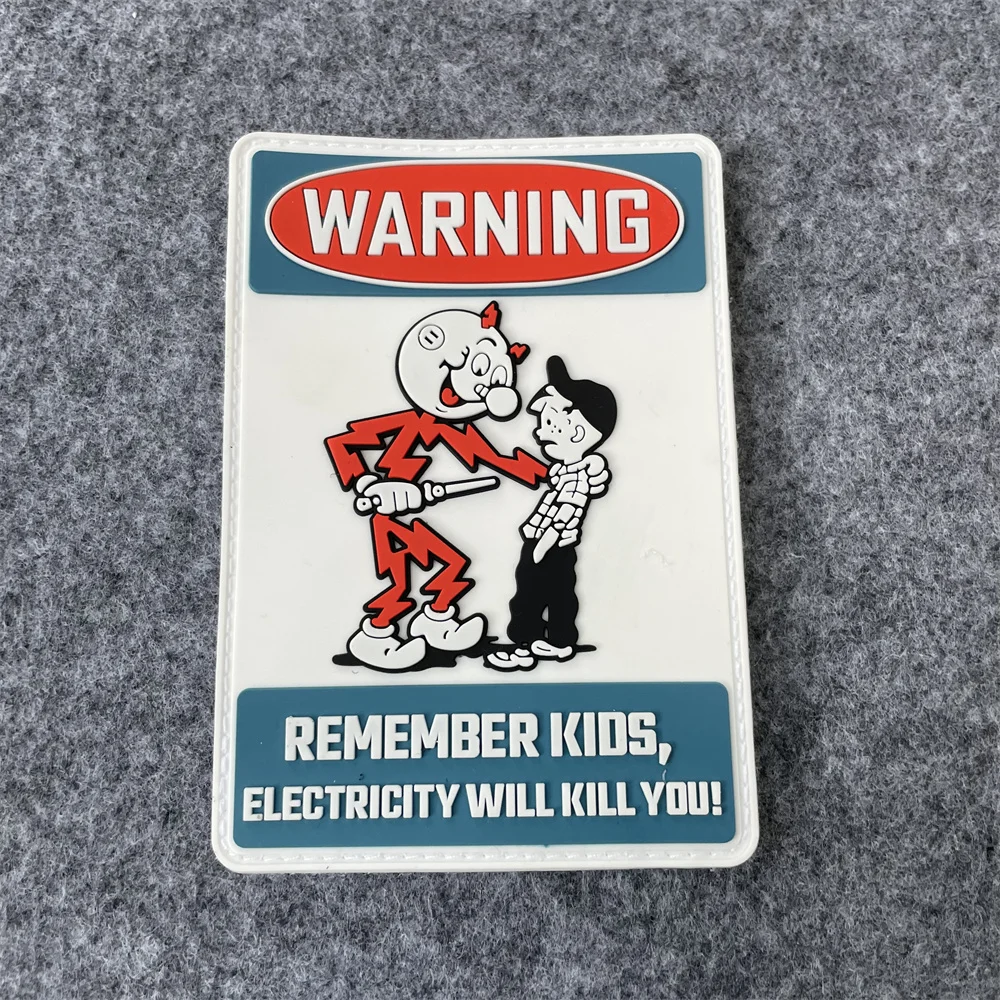 WARNING
REMEMBER KIDS,
ELECTRICITY WILL KILL YOU!